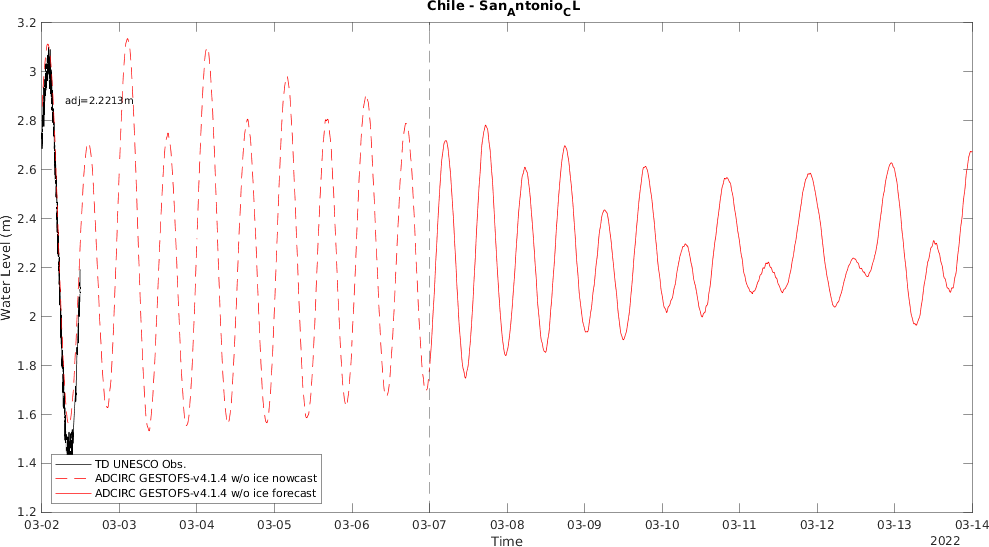 Chile - SanAntonioCL
3.2
3
2.8
2.6
2.4
2.2
2
1.8
1.6
1.4
1.2
Water Level (m)
adj=2.2213m
TD UNESCO Obs.
ADCIRC GESTOFS-v4.1.4 w/o ice nowcast
ADCIRC GESTOFS-v4.1.4 w/o ice forecast
03-02 03-03 03-04 03-05 03-06 03-07 03-08 03-09 03-10 03-11 03-12 03-13 03-14
Time
2022